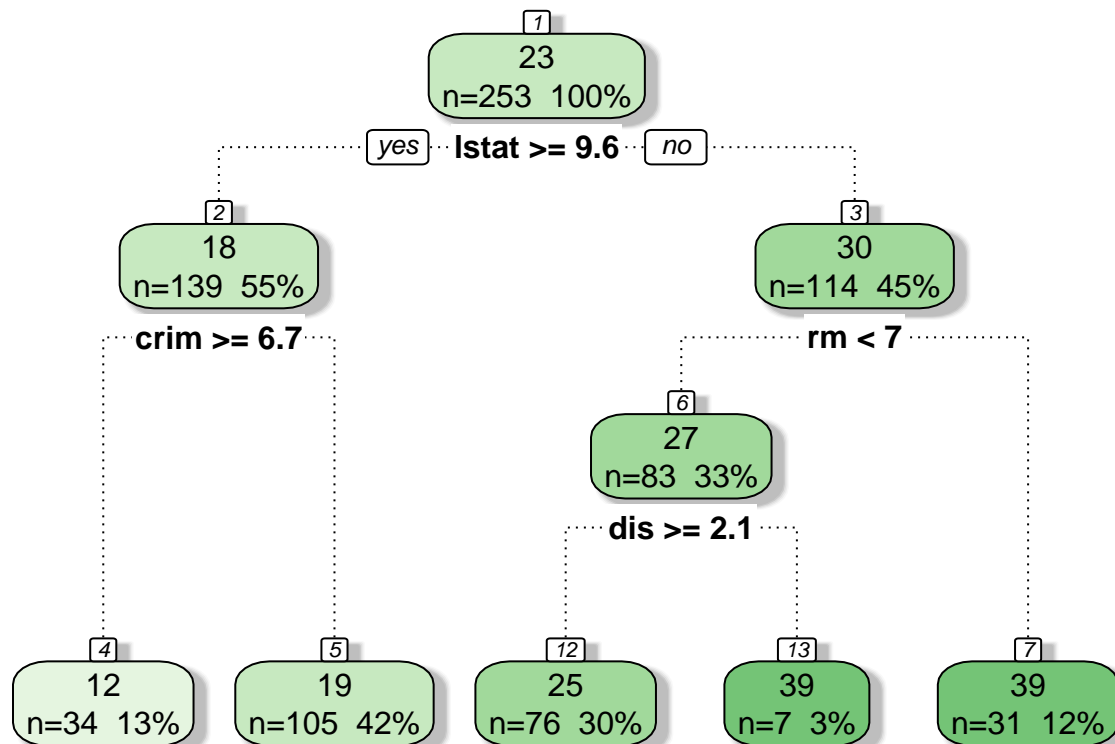 1
23
n=253 100%
yes lstat >= 9.6 no
2
18
n=139 55%
3
30
n=114 45%
crim >= 6.7
rm < 7
6
27
n=83 33%
dis >= 2.1
4
12
n=34 13%
5
19
n=105 42%
12
25
n=76 30%
13
39
n=7 3%
7
39
n=31 12%